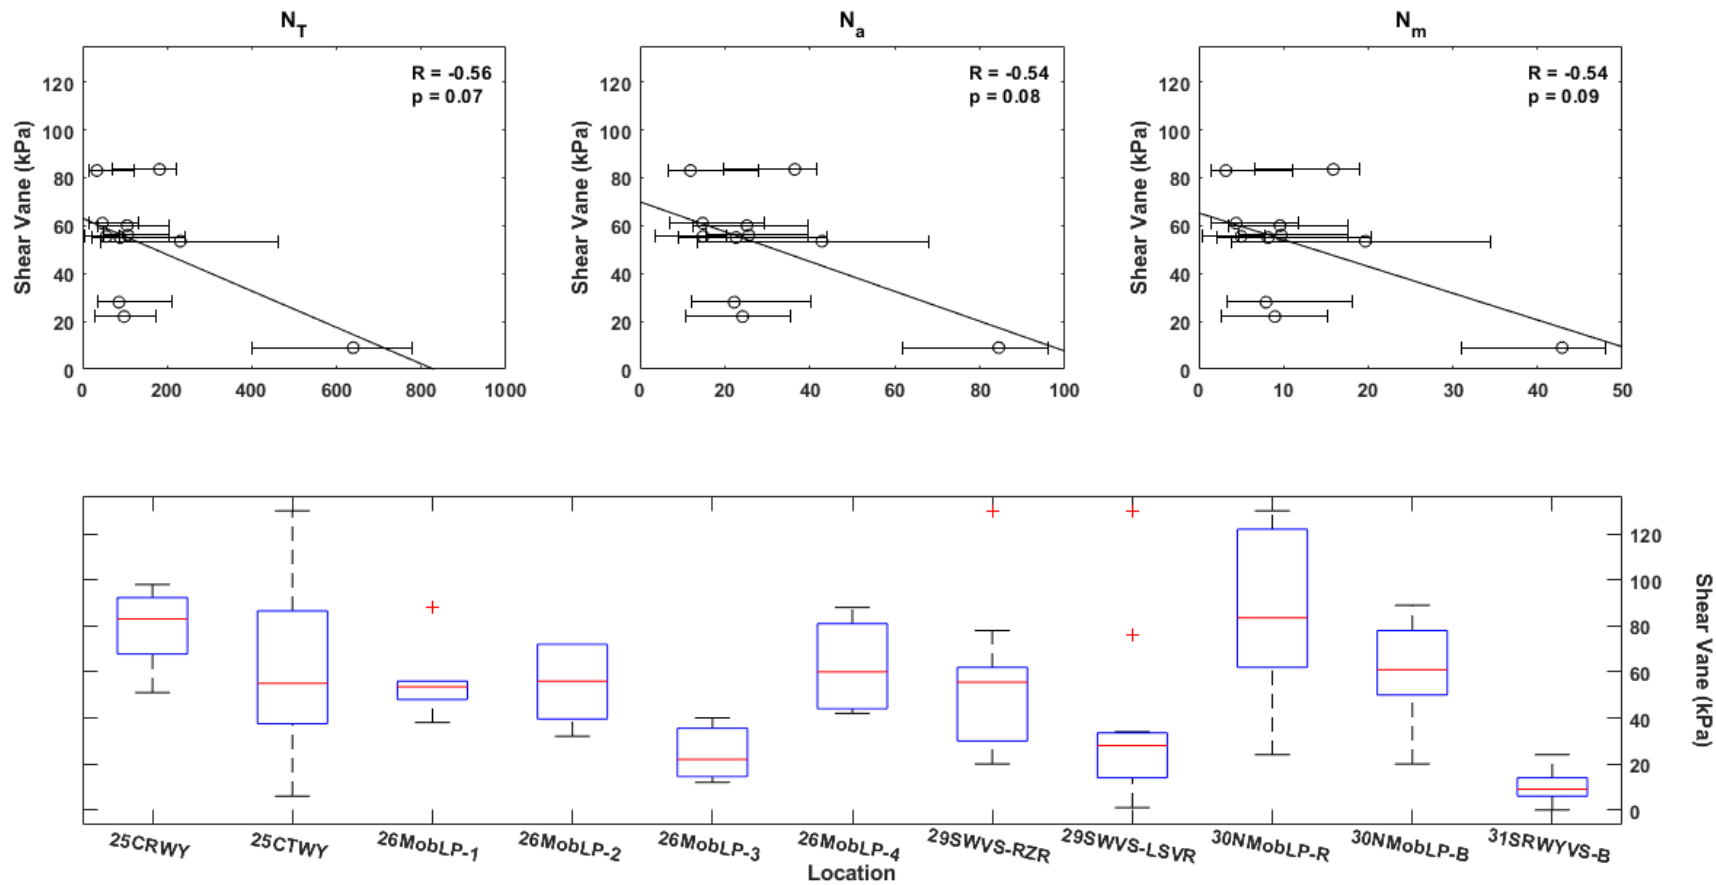 N_T
R = -0.56
p = 0.07
Shear Vane (kPa)
120
100
80
60
40
20
0
0 200 400 600 800 1000
N_a
R = -0.54
p = 0.08
Shear Vane (kPa)
120
100
80
60
40
20
0
0 20 40 60 80 100
N_m
R = -0.54
p = 0.09
Shear Vane (kPa)
120
100
80
60
40
20
0
0 10 20 30 40 50
120
100
80
60
40
20
0
Shear Vane (kPa)
25CRWY 25CTWY 26MobLP-1 26MobLP-2 26MobLP-3 26MobLP-4 29SWVS-RZR 29SWVS-LSVR 30NMobLP-R 30NMobLP-B 31SRWYVS-B
Location